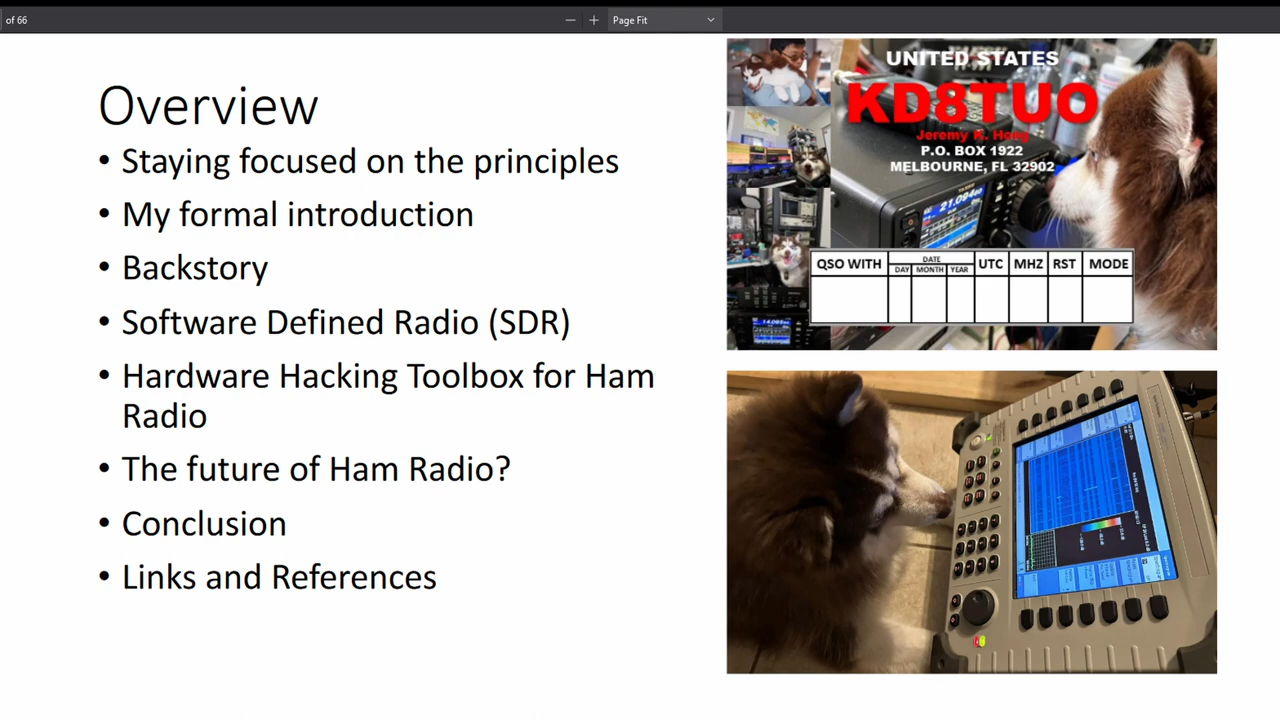 of 66
Page Fit
Overview
• Staying focused on the principles
• My formal introduction
• Backstory
• Software Defined Radio (SDR)
• Hardware Hacking Toolbox for Ham
Radio
• The future of Ham Radio?
• Conclusion
• Links and References
UNITED STATES
KD8TUO
Jeremy N. Hong
P.O. BOX 1922
MELBOURNE, FL 32902
QSO WITH
DATE
DAY
MONTH
YEAR
UTC
MHZ
RST
MODE